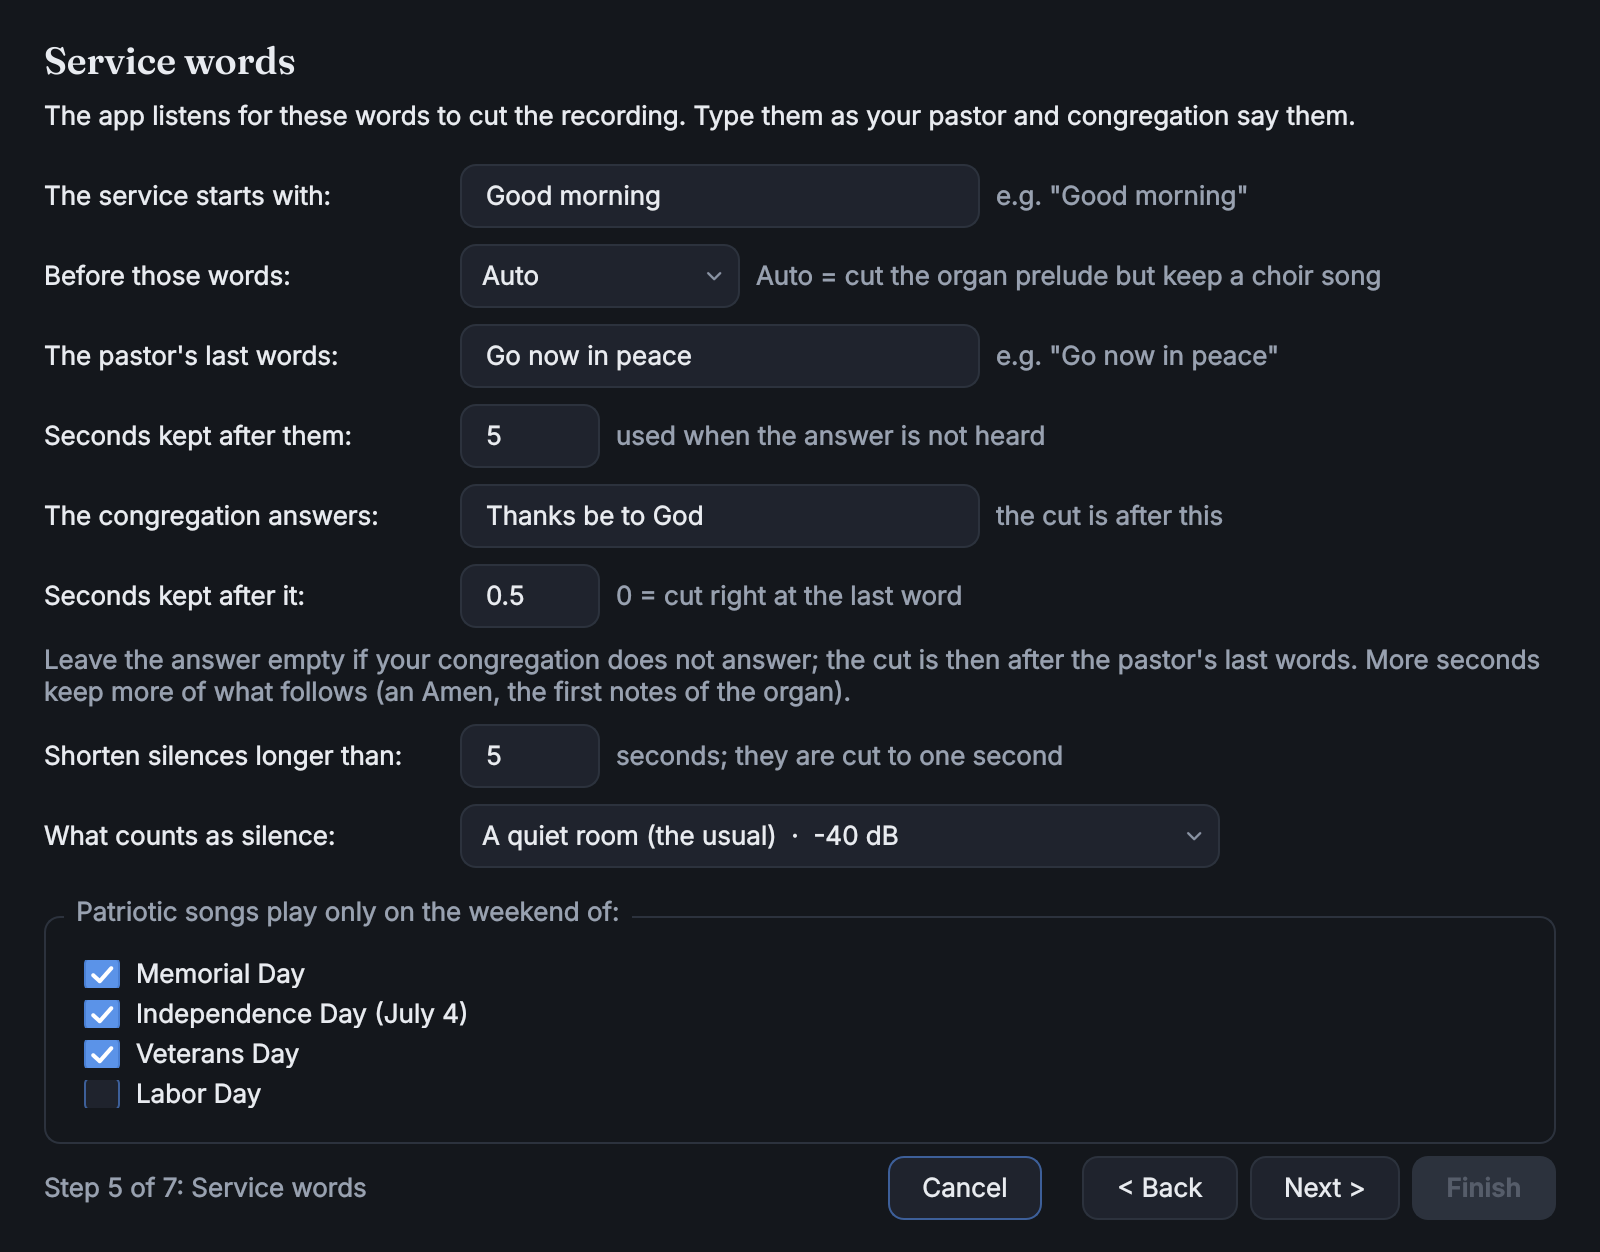 Service words
The app listens for these words to cut the recording. Type them as your pastor and congregation say them.
The service starts with: Good morning e.g. "Good morning"
Before those words: Auto Auto = cut the organ prelude but keep a choir song
The pastor's last words: Go now in peace e.g. "Go now in peace"
Seconds kept after them: 5 used when the answer is not heard
The congregation answers: Thanks be to God the cut is after this
Seconds kept after it: 0.5 0 = cut right at the last word
Leave the answer empty if your congregation does not answer; the cut is then after the pastor's last words. More seconds
keep more of what follows (an Amen, the first notes of the organ).
Shorten silences longer than: 5 seconds; they are cut to one second
What counts as silence: A quiet room (the usual) · -40 dB
Patriotic songs play only on the weekend of:
Memorial Day
Independence Day (July 4)
Veterans Day
Labor Day
Step 5 of 7: Service words Cancel < Back Next > Finish